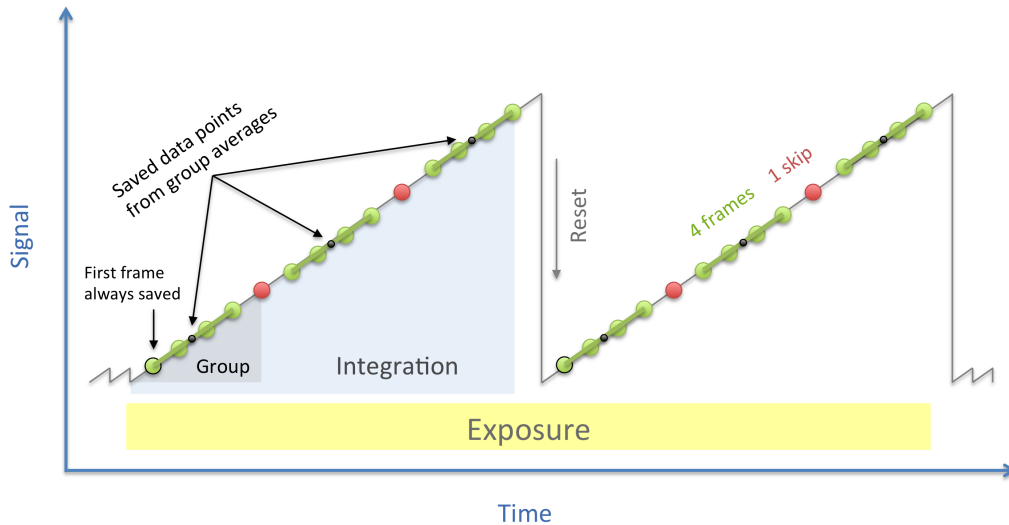 Saved data points
from group averages
First frame
always saved
Group
Integration
Reset
4 frames
1 skip
Exposure
Signal
Time